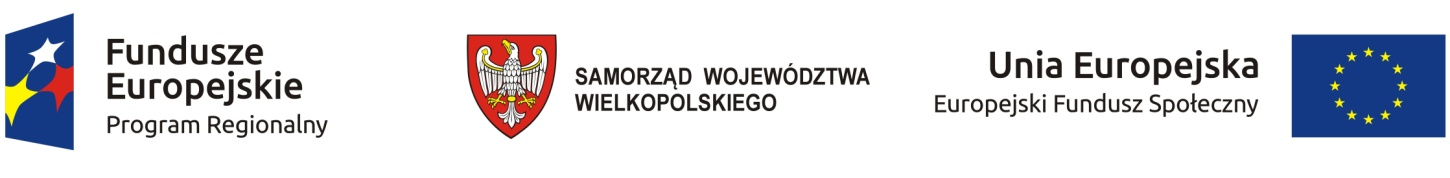 Fundusze
Europejskie
Program Regionalny
SAMORZĄD WOJEWÓDZTWA
WIELKOPOLSKIEGO
Unia Europejska
Europejski Fundusz Społeczny